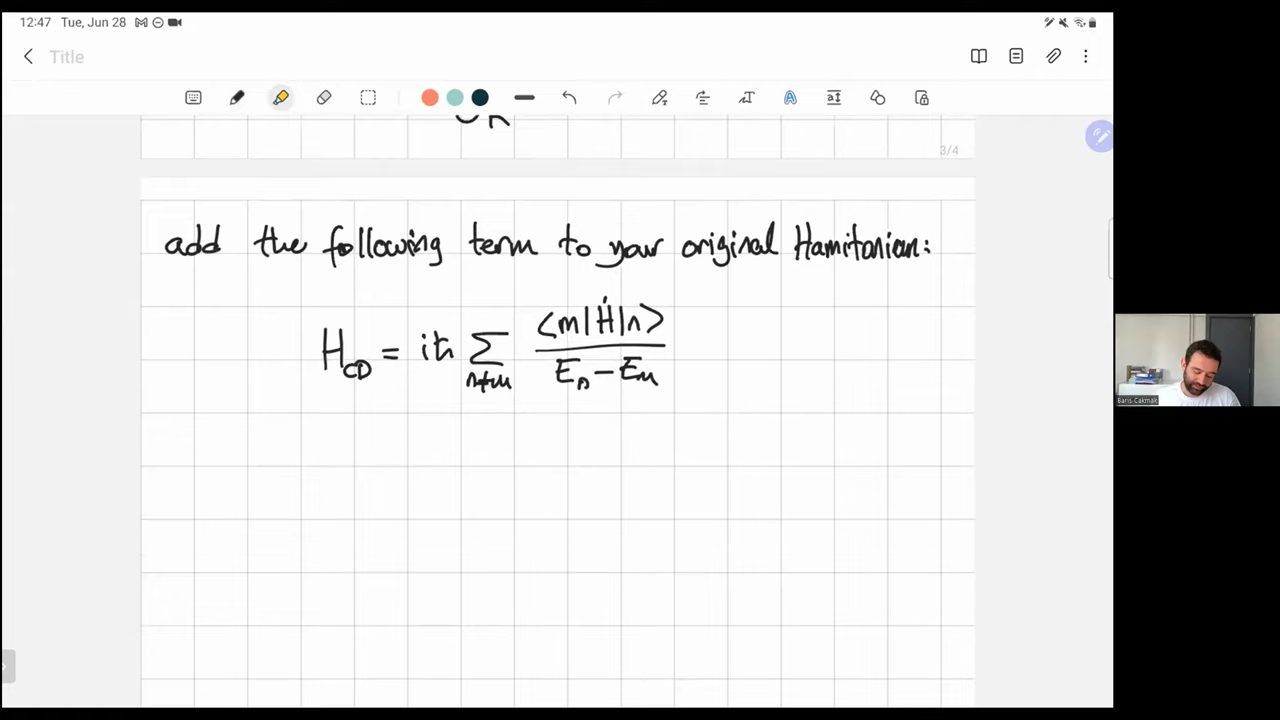 12:47 Tue, Jun 28
Title
3/4
add the following term to your original Hamitonian:
H_CD = iħ ∑_{n≠m} <m|Ḣ|n> / (E_n − E_m)
Baris Cakmak